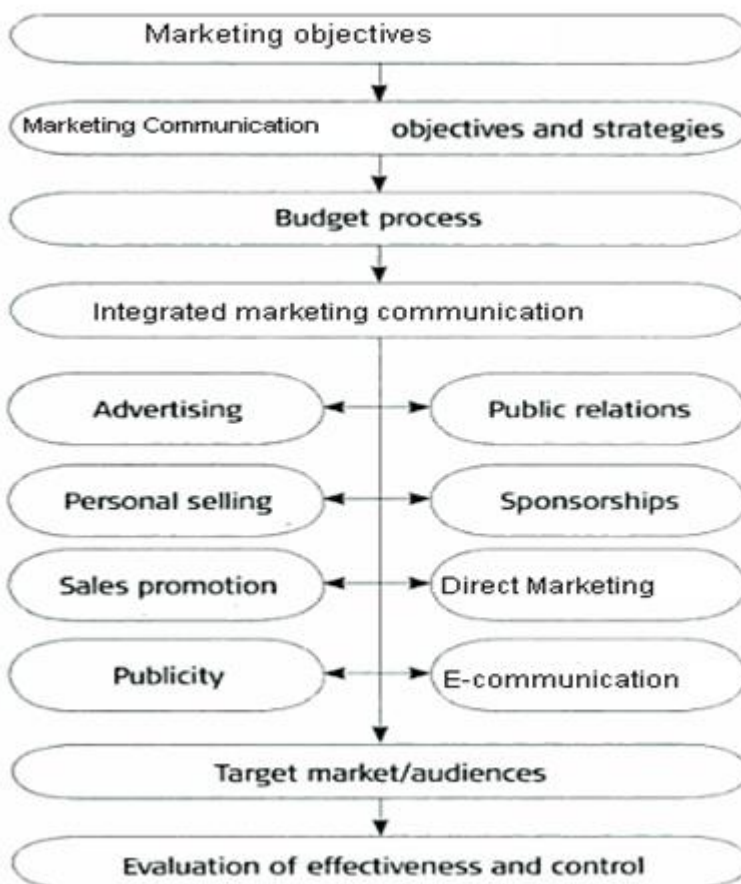 Marketing objectives
Marketing Communication objectives and strategies
Budget process
Integrated marketing communication
Advertising
Public relations
Personal selling
Sponsorships
Sales promotion
Direct Marketing
Publicity
E-communication
Target market/audiences
Evaluation of effectiveness and control